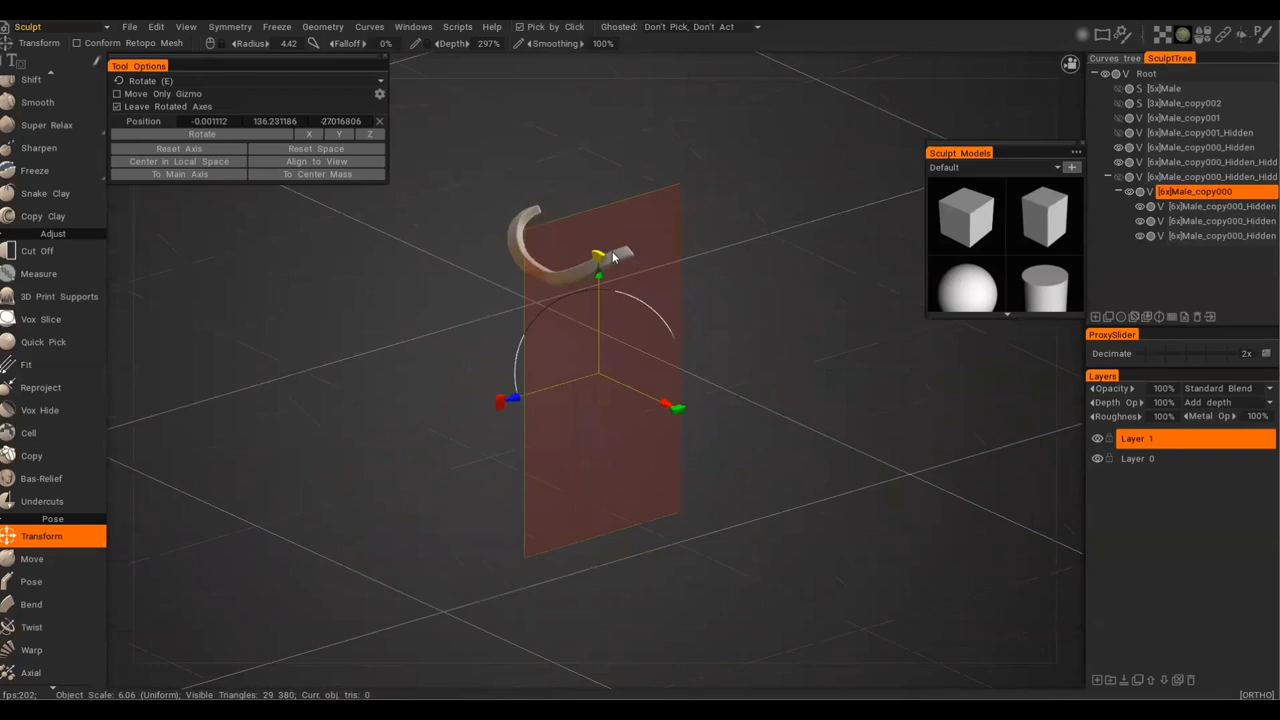 Sculpt File Edit View Symmetry Freeze Geometry Curves Windows Scripts Help Pick by Click Ghosted: Don't Pick, Don't Act
Transform Conform Retopo Mesh Radius: 4.42 Falloff: 0% Depth: 297% Smoothing: 100%
Tool Options
Rotate (E)
Move Only Gizmo
Leave Rotated Axes
Position -0.001112 136.231186 -27016806
Rotate X Y Z
Reset Axis Reset Space
Center in Local Space Align to View
To Main Axis To Center Mass
Shift
Smooth
Super Relax
Sharpen
Freeze
Snake Clay
Copy Clay
Adjust
Cut Off
Measure
3D Print Supports
Vox Slice
Quick Pick
Fit
Reproject
Vox Hide
Cell
Copy
Bas-Relief
Undercuts
Pose
Transform
Move
Pose
Bend
Twist
Warp
Axial
Sculpt Models
Default
Curves tree SculptTree
V Root
S [5x]Male
S [3x]Male_copy002
V [6x]Male_copy001
V [6x]Male_copy001_Hidden
V [6x]Male_copy000_Hidden
V [6x]Male_copy000_Hidden_Hidd
V [6x]Male_copy000_Hidden_Hidd
V [6x]Male_copy000
V [6x]Male_copy000_Hidden
V [6x]Male_copy000_Hidden
V [6x]Male_copy000_Hidden
ProxySlider
Decimate 2x
Layers
Opacity 100% Standard Blend
Depth Op 100% Add depth
Roughness 100% Metal Op 100%
Layer 1
Layer 0
fps:202; Object Scale: 6.06 (Uniform); Visible Triangles: 29 380; Curr. obj. tris: 0 [ORTHO]